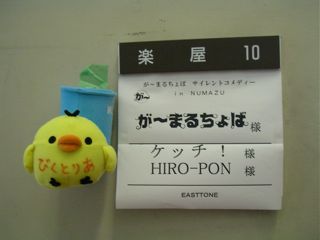 楽屋 10
が〜まるちょば サイレントコメディー
in NUMAZU
が〜
が〜まるちょば 様
ケッチ! 様
HIRO-PON 様
EASTTONE
びくとりあ